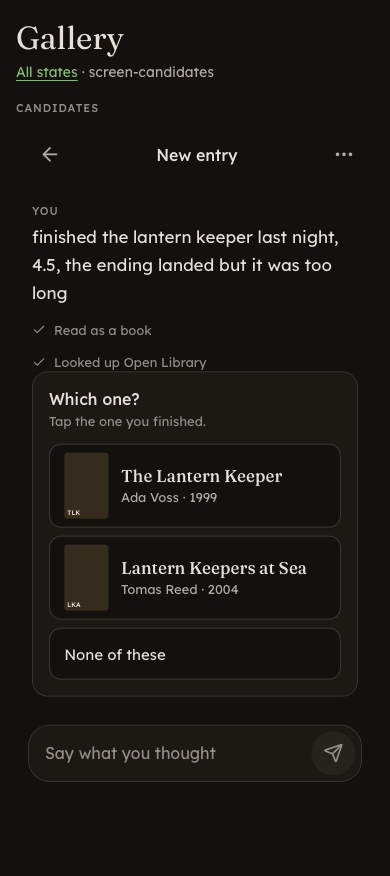 Gallery
All states · screen-candidates
CANDIDATES
New entry
YOU
finished the lantern keeper last night,
4.5, the ending landed but it was too
long
Read as a book
Looked up Open Library
Which one?
Tap the one you finished.
TLK
The Lantern Keeper
Ada Voss · 1999
LKA
Lantern Keepers at Sea
Tomas Reed · 2004
None of these
Say what you thought